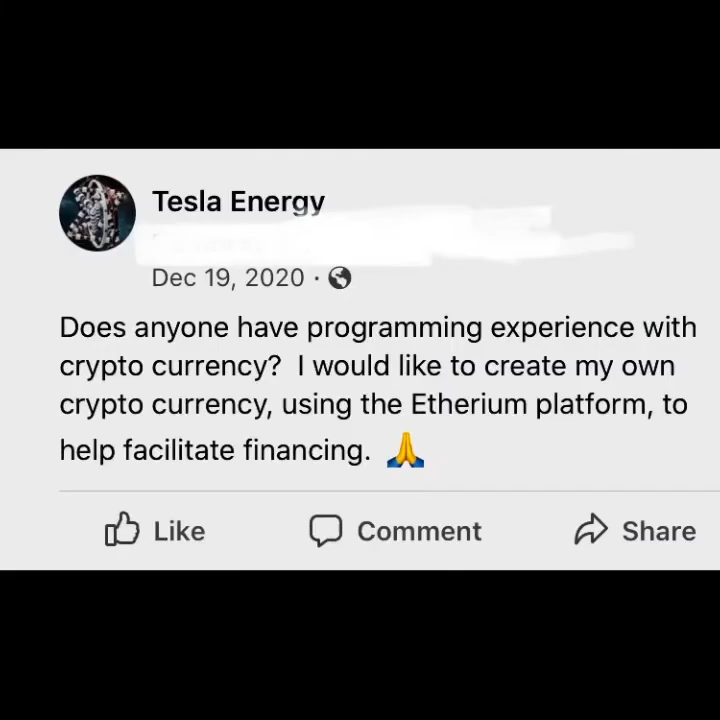 Tesla Energy
Dec 19, 2020 ·
Does anyone have programming experience with
crypto currency?  I would like to create my own
crypto currency, using the Etherium platform, to
help facilitate financing. 🙏
Like
Comment
Share